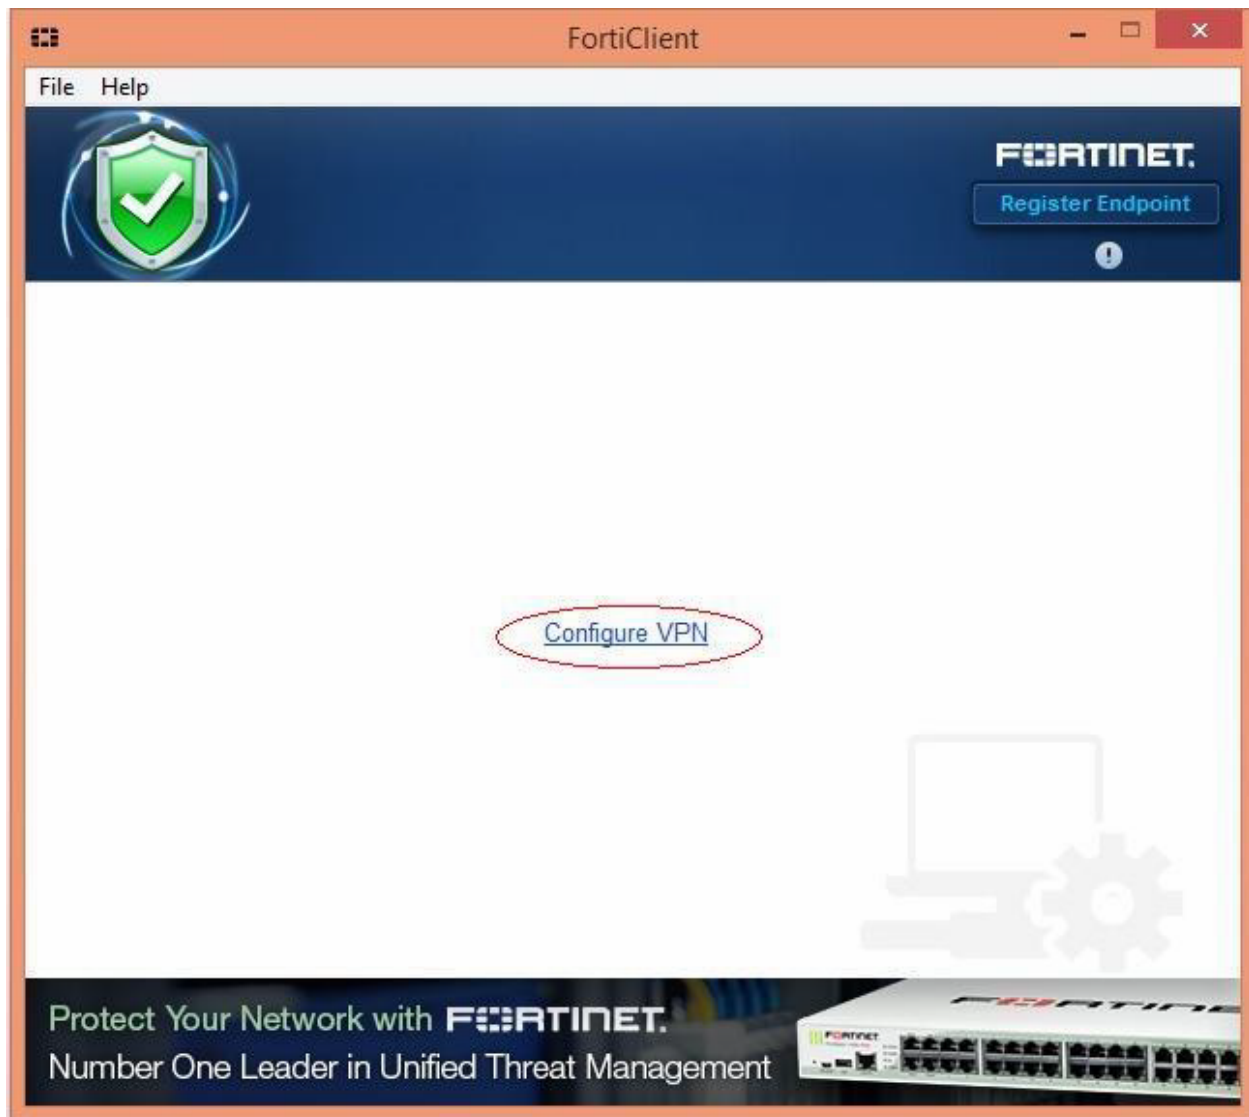 FortiClient
File Help
FORTINET
Register Endpoint
Configure VPN
Protect Your Network with FORTINET
Number One Leader in Unified Threat Management
FORTINET